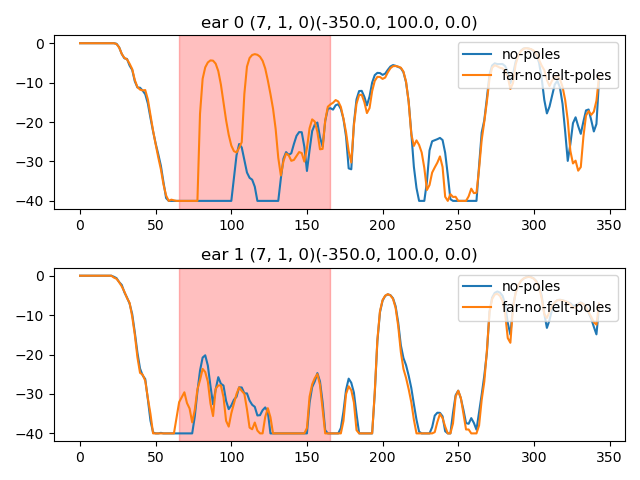 ear 0 (7, 1, 0)(-350.0, 100.0, 0.0)
0
−10
−20
−30
−40
no-poles
far-no-felt-poles
0 50 100 150 200 250 300 350
ear 1 (7, 1, 0)(-350.0, 100.0, 0.0)
0
−10
−20
−30
−40
no-poles
far-no-felt-poles
0 50 100 150 200 250 300 350